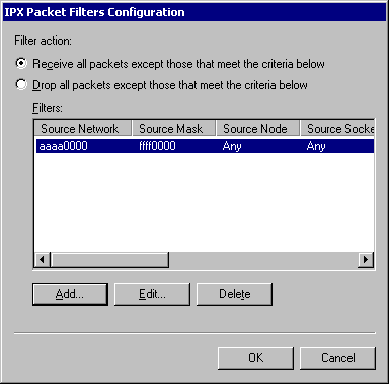 IPX Packet Filters Configuration
Filter action:
Receive all packets except those that meet the criteria below
Drop all packets except those that meet the criteria below
Filters:
Source Network Source Mask Source Node Source Socke
aaaa0000 ffff0000 Any Any
Add... Edit... Delete
OK Cancel